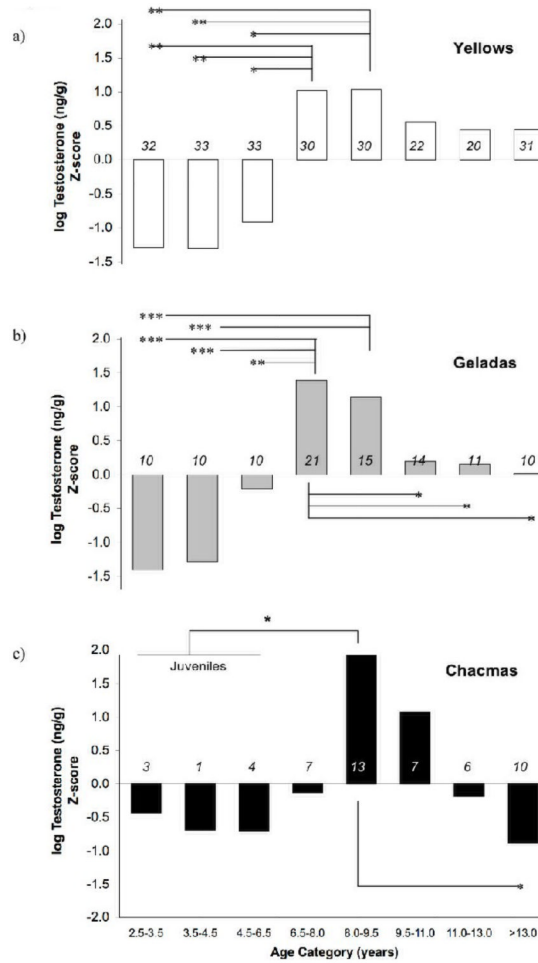 a)
Yellows
log Testosterone (ng/g)
Z-score
2.0
1.5
1.0
0.5
0.0
-0.5
-1.0
-1.5
**
**
*
**
**
*
32 33 33 30 30 22 20 31
b)
Geladas
log Testosterone (ng/g)
Z-score
2.0
1.5
1.0
0.5
0.0
-0.5
-1.0
-1.5
***
***
***
***
**
10 10 10 21 15 14 11 10
*
*
*
c)
Chacmas
log Testosterone (ng/g)
Z-score
2.0
1.5
1.0
0.5
0.0
-0.5
-1.0
-1.5
-2.0
*
Juveniles
3 1 4 7 13 7 6 10
*
2.5-3.5 3.5-4.5 4.5-6.5 6.5-8.0 8.0-9.5 9.5-11.0 11.0-13.0 >13.0
Age Category (years)